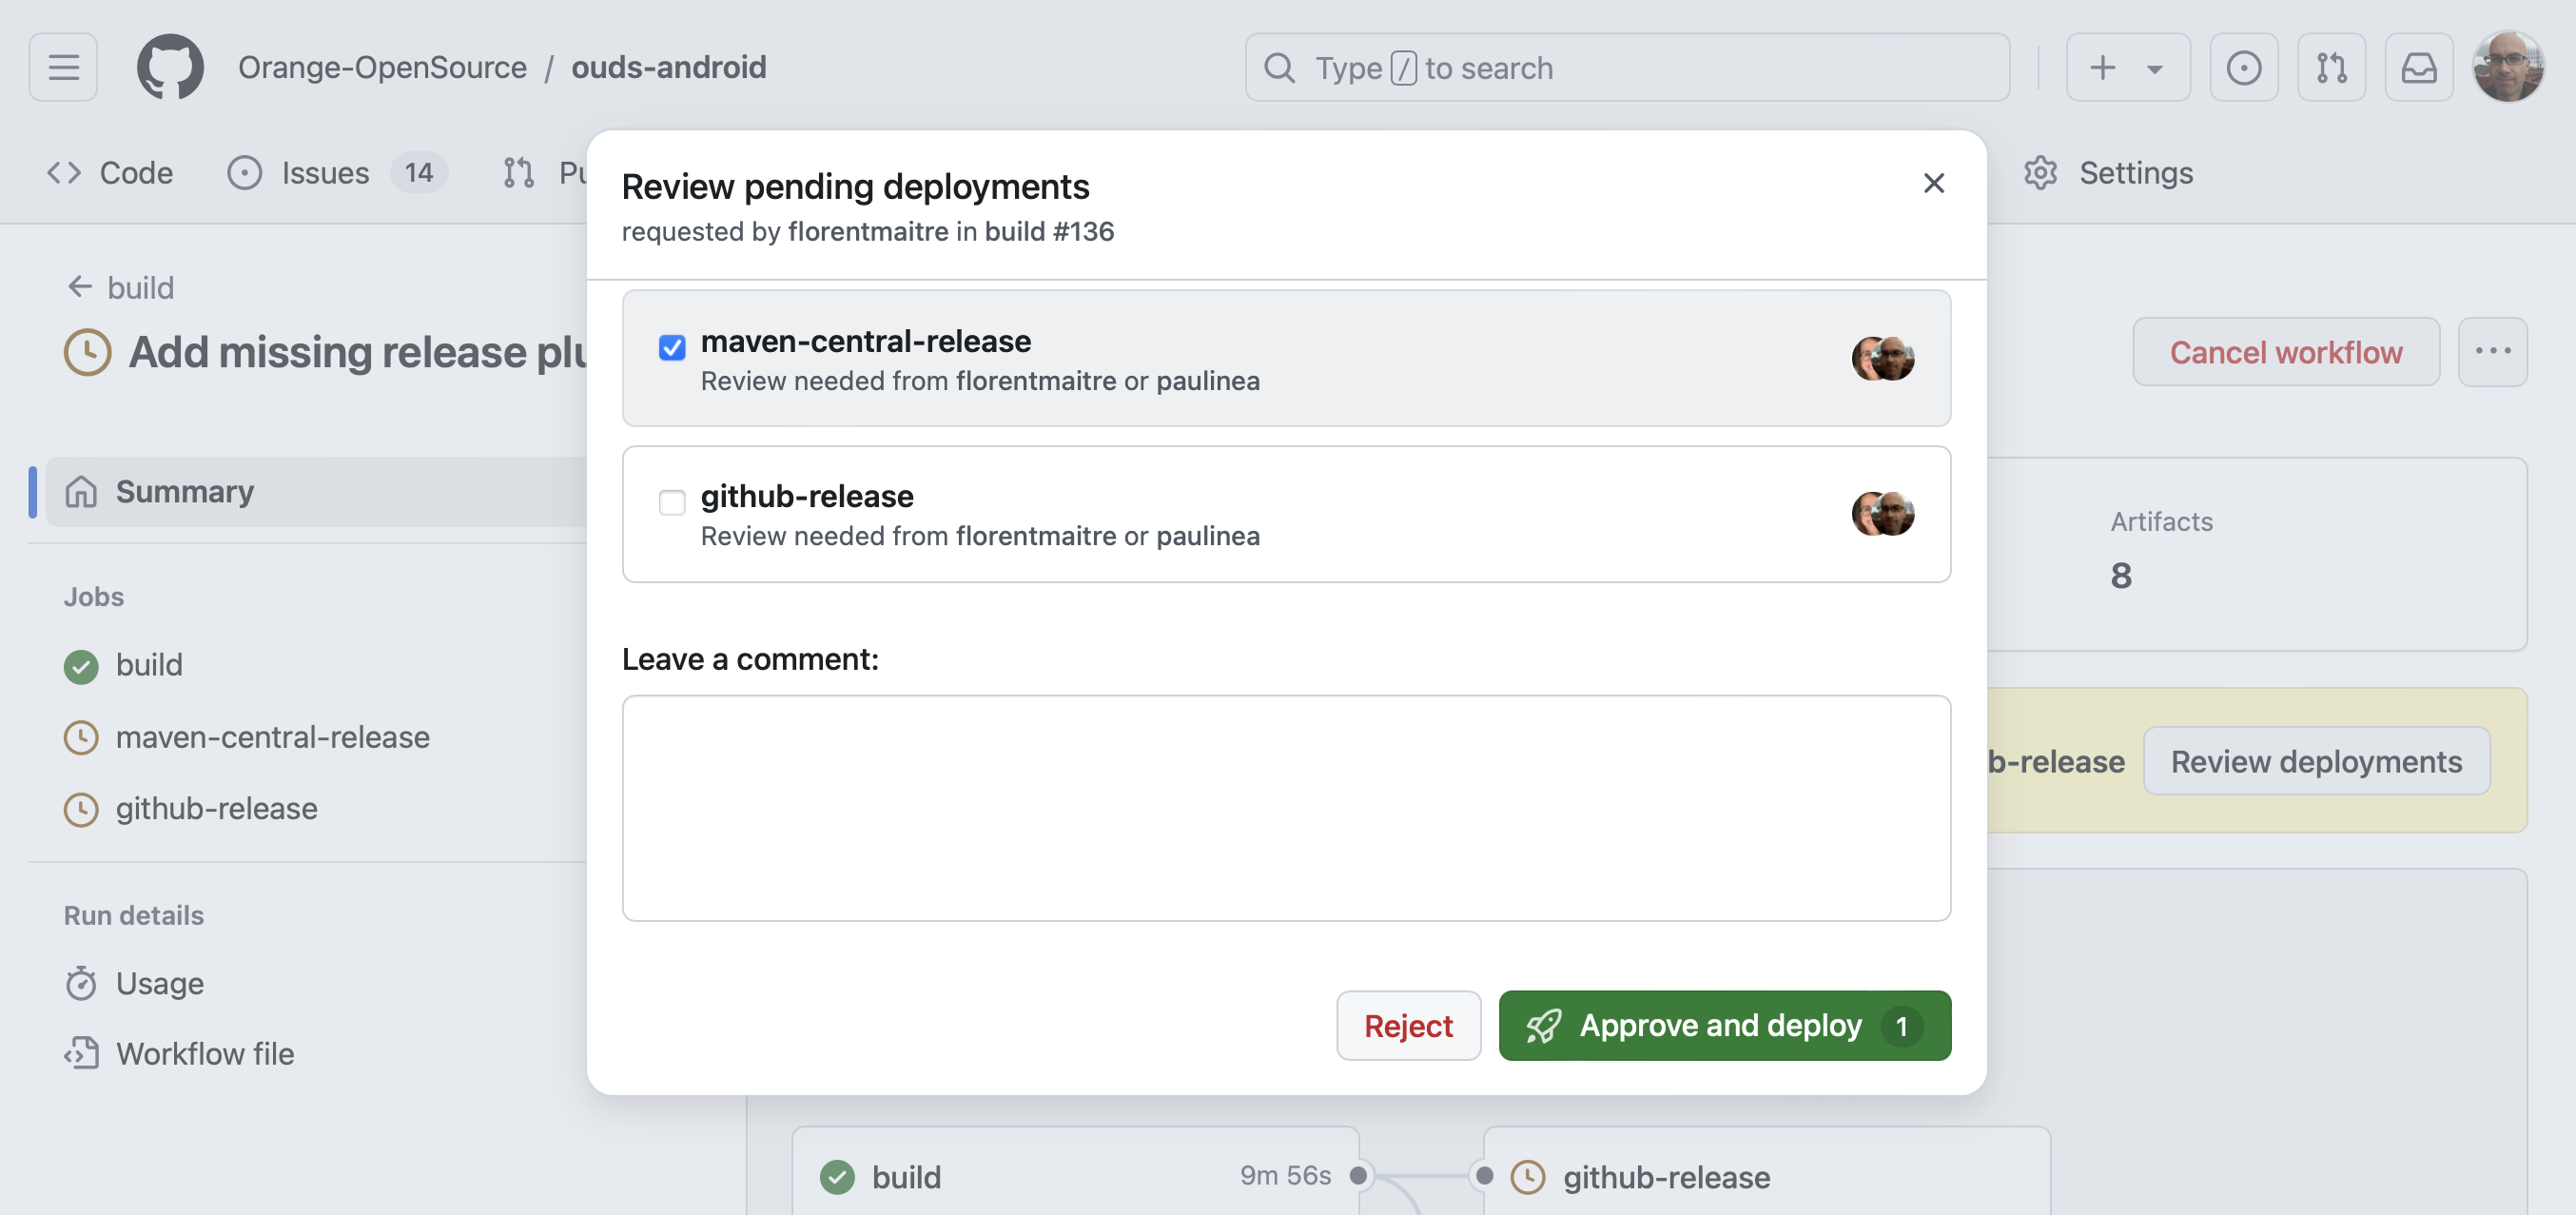 Orange-OpenSource / ouds-android
Type / to search
Code
Issues 14
Pu
Settings
Review pending deployments
requested by florentmaitre in build #136
build
Add missing release plu
Cancel workflow
maven-central-release
Review needed from florentmaitre or paulinea
github-release
Review needed from florentmaitre or paulinea
Summary
Artifacts
8
Jobs
build
maven-central-release
github-release
Leave a comment:
b-release
Review deployments
Run details
Usage
Workflow file
Reject
Approve and deploy 1
build 9m 56s
github-release